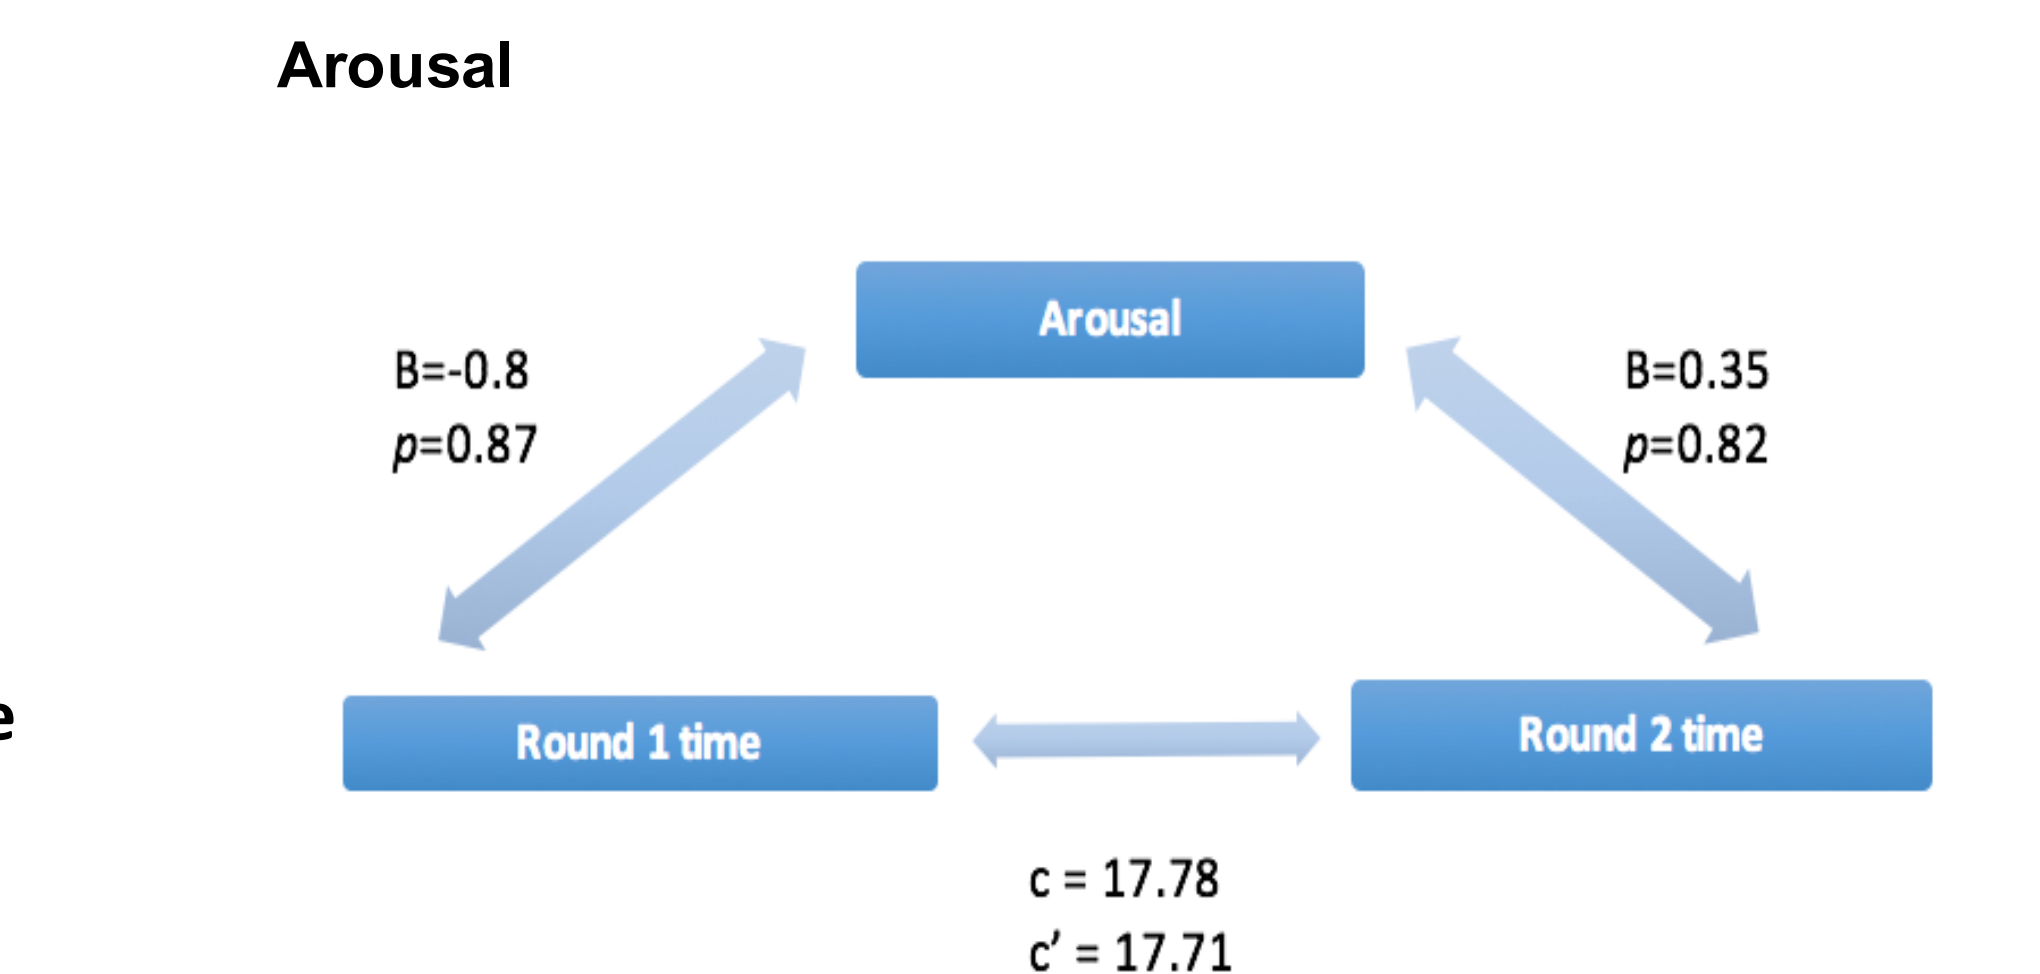 Arousal
Arousal
B=-0.8
p=0.87
B=0.35
p=0.82
e
Round 1 time
Round 2 time
c = 17.78
c’ = 17.71